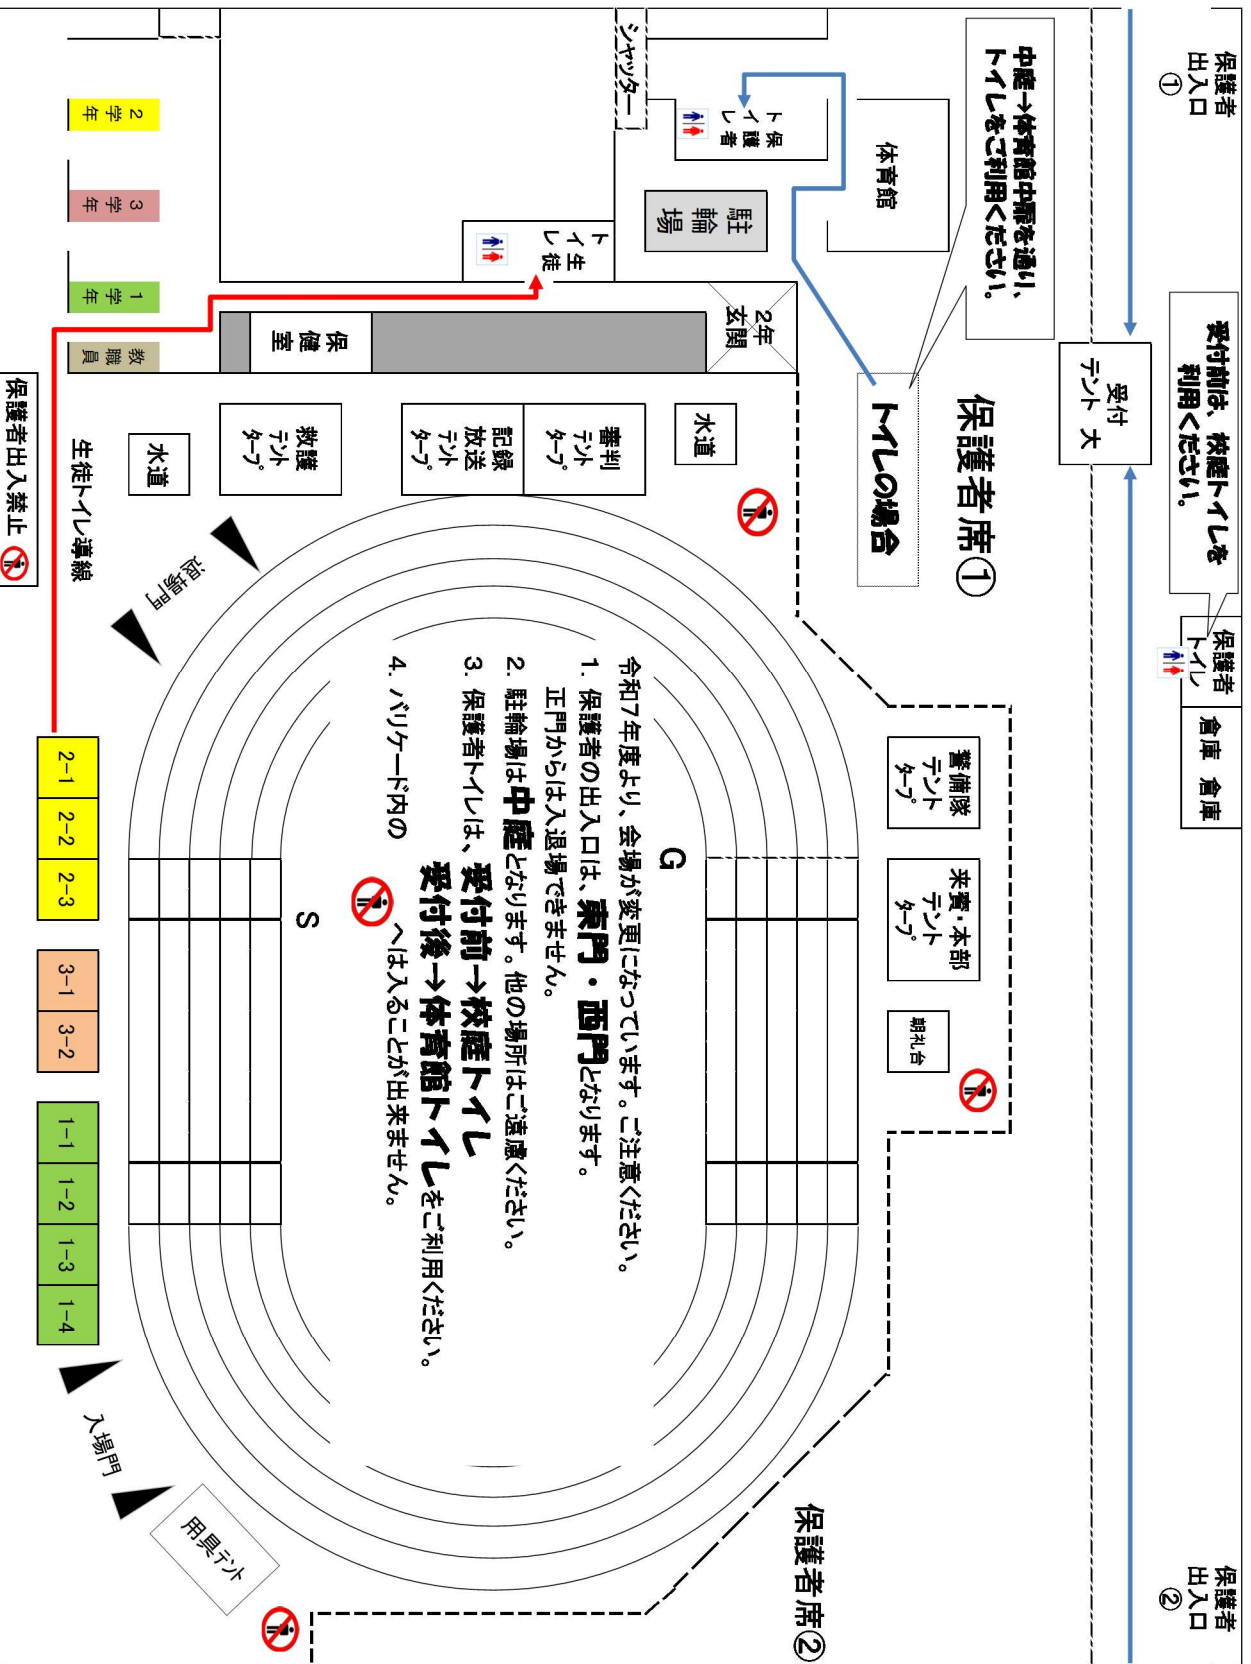 保護者
出入口
①
受付前は、校庭トイレを
利用ください。
保護者
トイレ
倉庫
倉庫
保護者
出入口
②
受付
テント 大
中庭→体育館中扉を通り、
トイレをご利用ください。
体育館
保護者
トイレ
駐輪場
シャッター
保護者席①
トイレの場合
警備隊
テント
タープ
来賓・本部
テント
タープ
朝礼台
保護者席②
2年
玄関
水道
審判
テント
タープ
記録
放送
テント
タープ
救護
テント
タープ
水道
保健室
生徒
トイレ
G
令和7年度より、会場が変更になっています。ご注意ください。
1. 保護者の出入口は、東門・西門となります。
正門からは入退場できません。
2. 駐輪場は中庭となります。他の場所はご遠慮ください。
3. 保護者トイレは、受付前→校庭トイレ
受付後→体育館トイレをご利用ください。
4. バリケード内の へは入ることが出来ません。
S
2学年
3学年
1学年
教職員
退場門
生徒トイレ導線
保護者出入禁止
2-1
2-2
2-3
3-1
3-2
1-1
1-2
1-3
1-4
入場門
用具テント